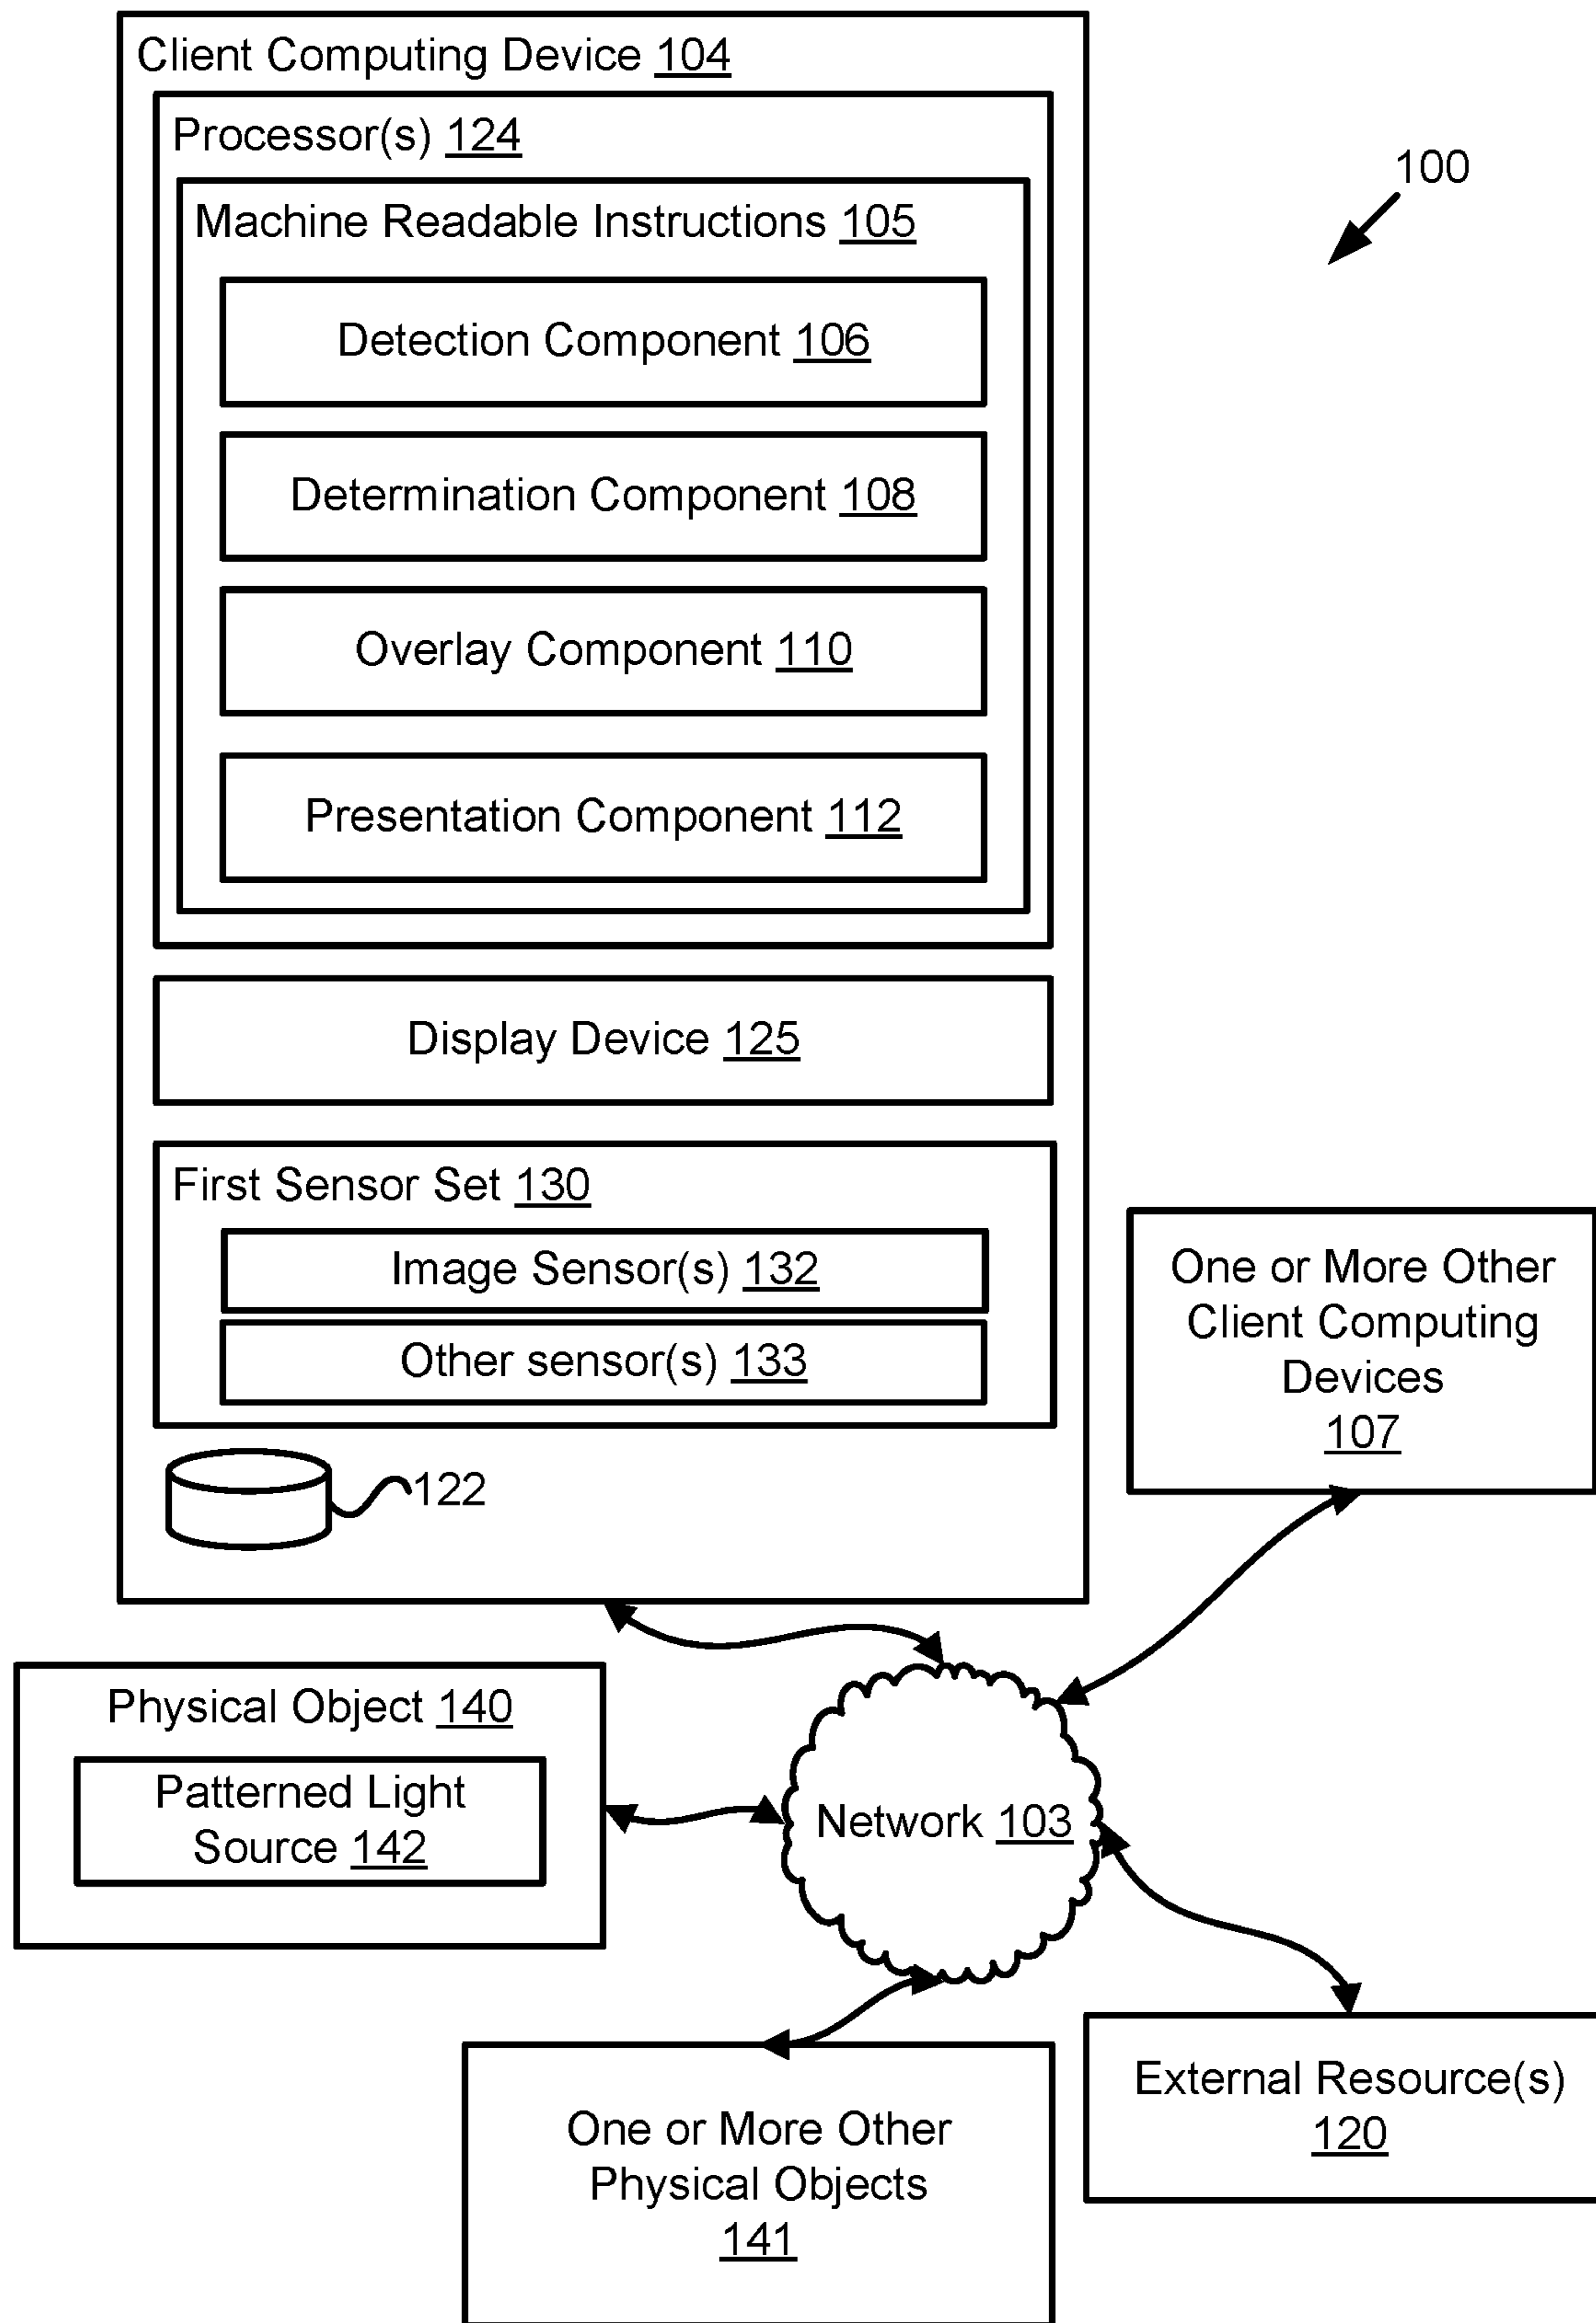 Client Computing Device 104
Processor(s) 124
Machine Readable Instructions 105
Detection Component 106
Determination Component 108
Overlay Component 110
Presentation Component 112
Display Device 125
First Sensor Set 130
Image Sensor(s) 132
Other sensor(s) 133
122
100
One or More Other
Client Computing
Devices
107
Physical Object 140
Patterned Light
Source 142
Network 103
One or More Other
Physical Objects
141
External Resource(s)
120